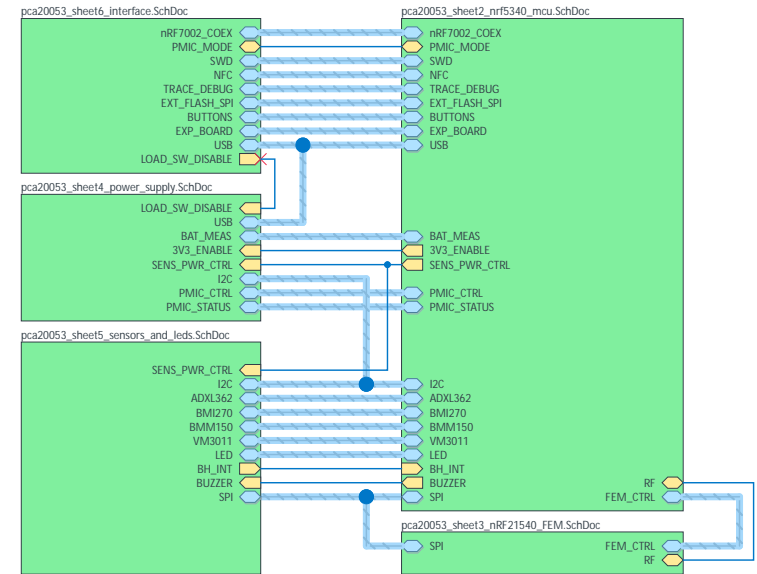 pca20053_sheet6_interface.SchDoc
nRF7002_COEX
PMIC_MODE
SWD
NFC
TRACE_DEBUG
EXT_FLASH_SPI
BUTTONS
EXP_BOARD
USB
LOAD_SW_DISABLE
pca20053_sheet4_power_supply.SchDoc
LOAD_SW_DISABLE
USB
BAT_MEAS
3V3_ENABLE
SENS_PWR_CTRL
I2C
PMIC_CTRL
PMIC_STATUS
pca20053_sheet5_sensors_and_leds.SchDoc
SENS_PWR_CTRL
I2C
ADXL362
BMI270
BMM150
VM3011
LED
BH_INT
BUZZER
SPI
pca20053_sheet2_nrf5340_mcu.SchDoc
nRF7002_COEX
PMIC_MODE
SWD
NFC
TRACE_DEBUG
EXT_FLASH_SPI
BUTTONS
EXP_BOARD
USB
BAT_MEAS
3V3_ENABLE
SENS_PWR_CTRL
PMIC_CTRL
PMIC_STATUS
I2C
ADXL362
BMI270
BMM150
VM3011
LED
BH_INT
BUZZER
SPI
RF
FEM_CTRL
pca20053_sheet3_nRF21540_FEM.SchDoc
SPI
FEM_CTRL
RF